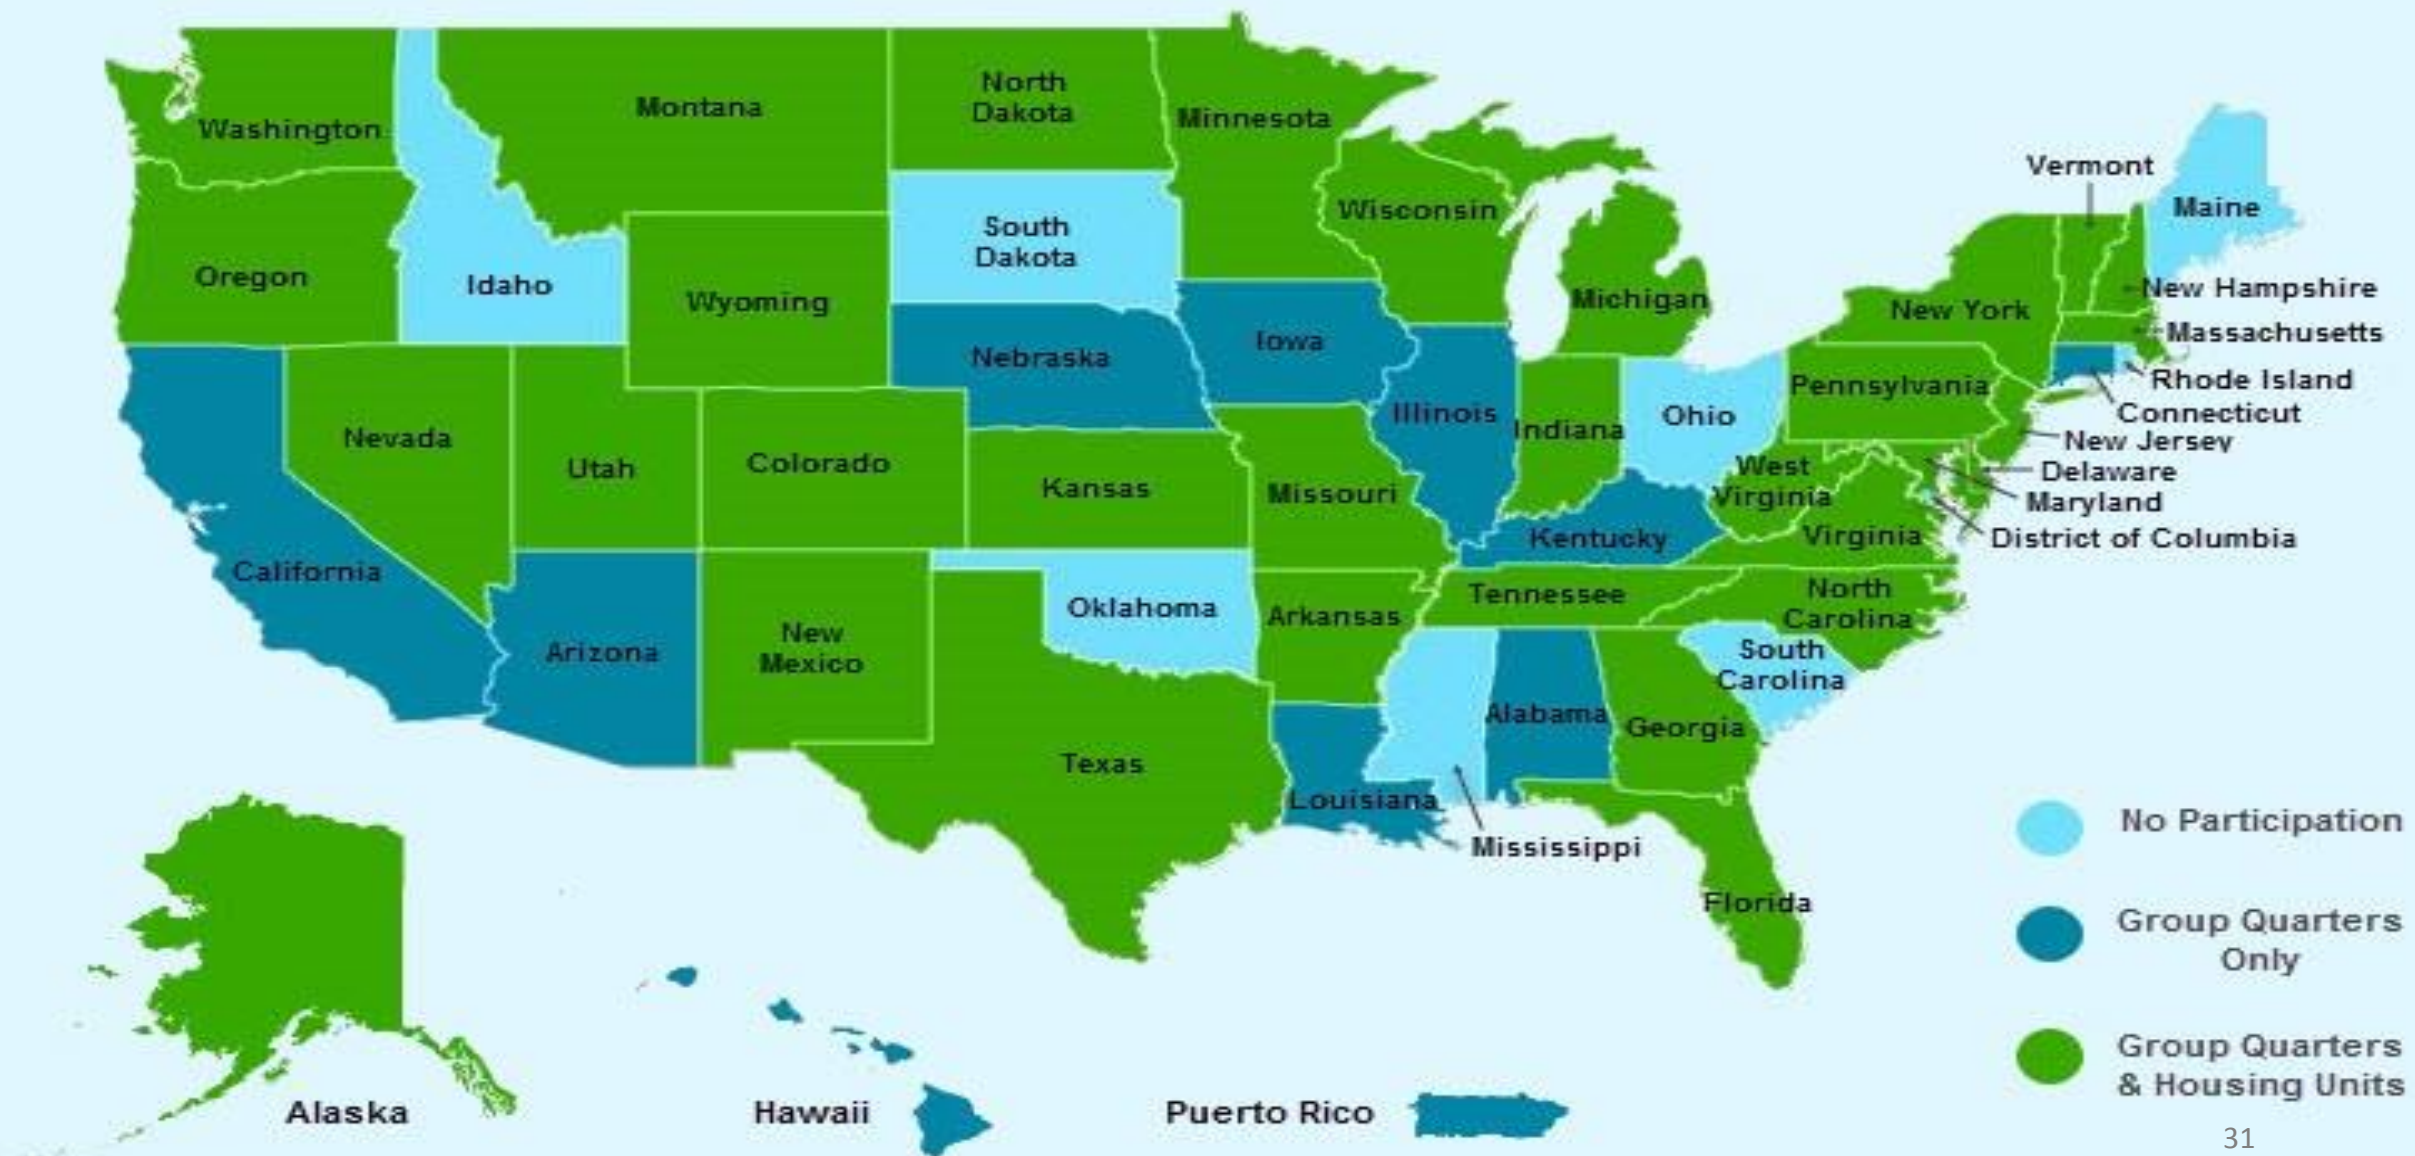 North
Dakota
Montana
Minnesota
Washington
Vermont
Maine
Wisconsin
South
Dakota
Oregon
Idaho
New Hampshire
Wyoming
Michigan
New York
Massachusetts
Iowa
Nebraska
Rhode Island
Pennsylvania
Connecticut
Illinois
Ohio
Indiana
Nevada
New Jersey
Utah
Colorado
West
Virginia
Delaware
Kansas
Missouri
Maryland
Kentucky
Virginia
District of Columbia
California
Tennessee
North
Carolina
Oklahoma
Arkansas
New
Mexico
Arizona
South
Carolina
Alabama
Georgia
Texas
Louisiana
Mississippi
Florida
No Participation
Group Quarters
Only
Group Quarters
& Housing Units
Alaska
Hawaii
Puerto Rico
31